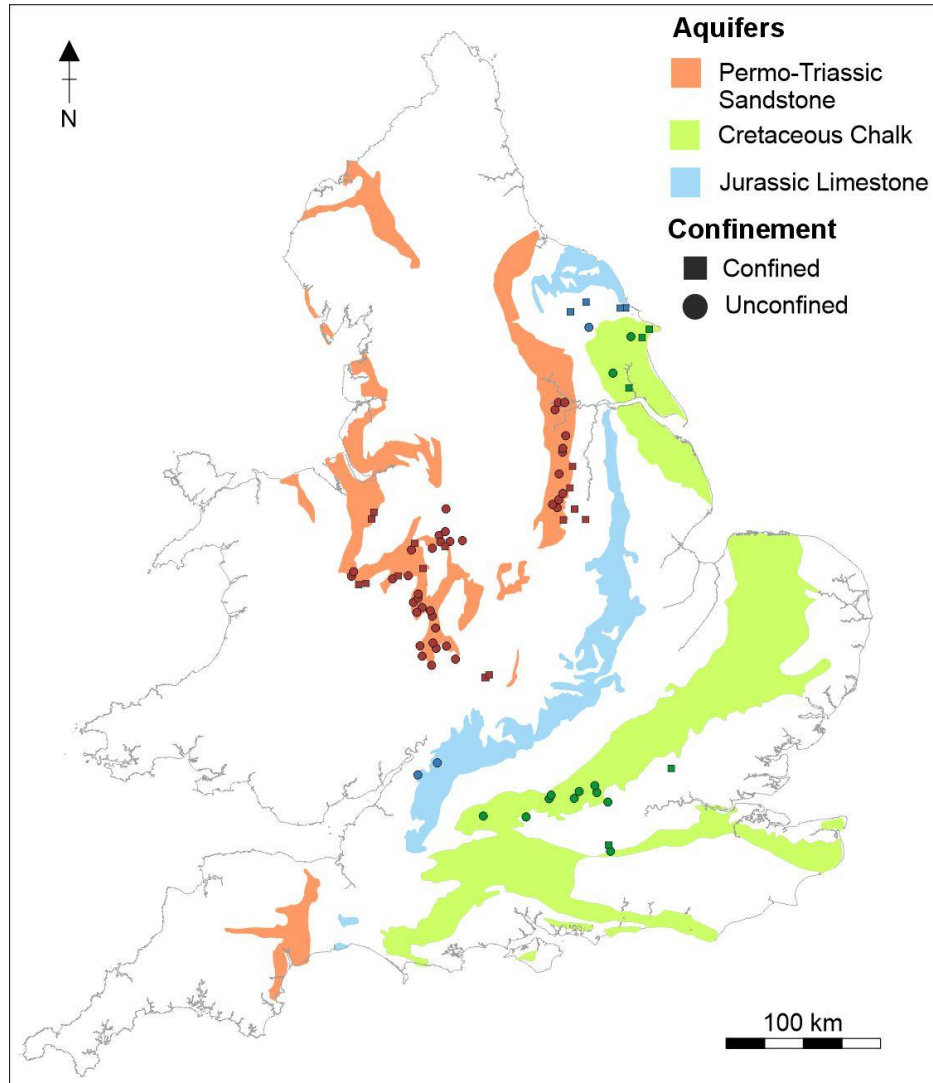 N
Aquifers
Permo-Triassic
Sandstone
Cretaceous Chalk
Jurassic Limestone
Confinement
Confined
Unconfined
100 km